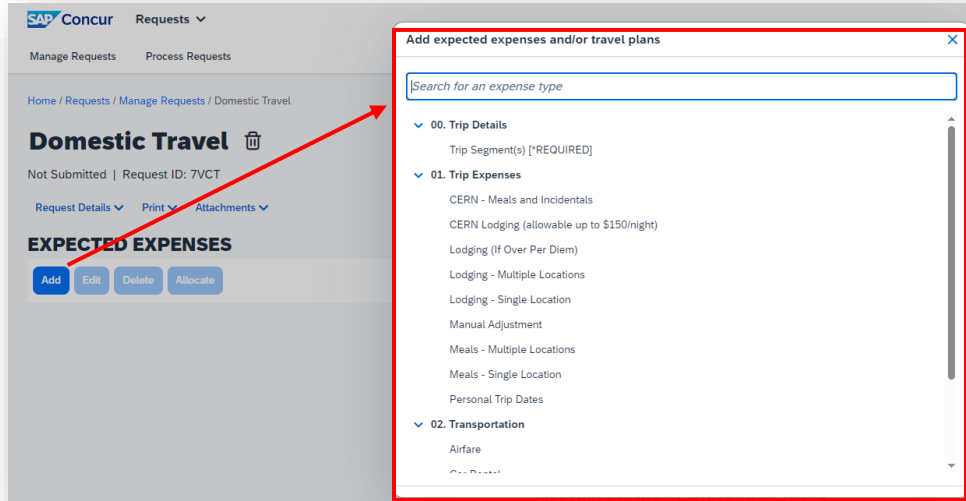 SAP Concur Requests
Manage Requests Process Requests
Home / Requests / Manage Requests / Domestic Travel
Domestic Travel
Not Submitted | Request ID: 7VCT
Request Details Print Attachments
EXPECTED EXPENSES
Add Edit Delete Allocate
Add expected expenses and/or travel plans
Search for an expense type
00. Trip Details
Trip Segment(s) [*REQUIRED]
01. Trip Expenses
CERN - Meals and Incidentals
CERN Lodging (allowable up to $150/night)
Lodging (If Over Per Diem)
Lodging - Multiple Locations
Lodging - Single Location
Manual Adjustment
Meals - Multiple Locations
Meals - Single Location
Personal Trip Dates
02. Transportation
Airfare
Car Rental